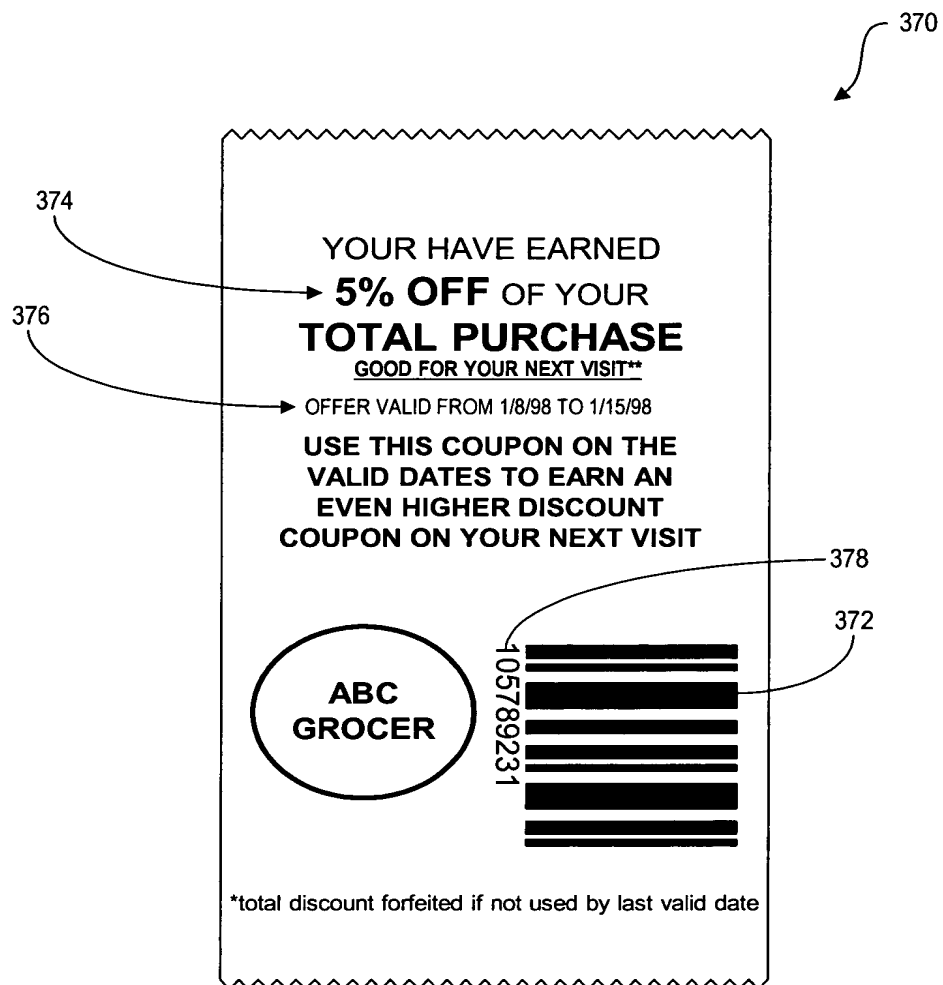 370
374
YOUR HAVE EARNED
5% OFF OF YOUR
376
TOTAL PURCHASE
GOOD FOR YOUR NEXT VISIT**
OFFER VALID FROM 1/8/98 TO 1/15/98
USE THIS COUPON ON THE
VALID DATES TO EARN AN
EVEN HIGHER DISCOUNT
COUPON ON YOUR NEXT VISIT
378
372
ABC
GROCER
105789231
*total discount forfeited if not used by last valid date